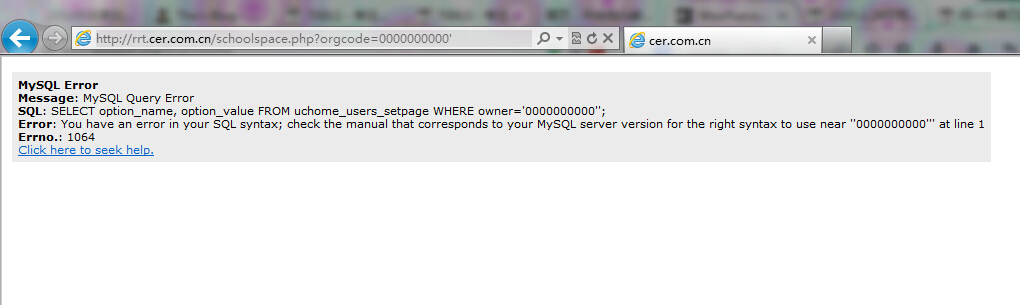 http://rrt.cer.com.cn/schoolspace.php?orgcode=0000000000'
cer.com.cn
MySQL Error
Message: MySQL Query Error
SQL: SELECT option_name, option_value FROM uchome_users_setpage WHERE owner='0000000000'';
Error: You have an error in your SQL syntax; check the manual that corresponds to your MySQL server version for the right syntax to use near ''0000000000''' at line 1
Errno.: 1064
Click here to seek help.